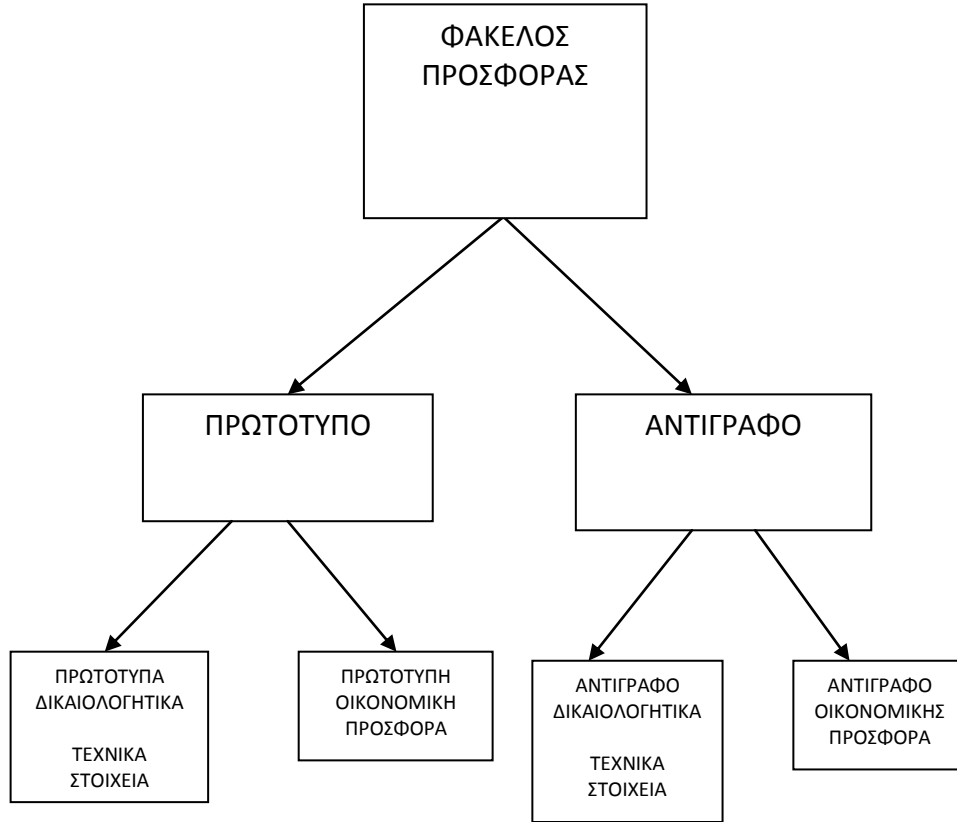 ΦΑΚΕΛΟΣ
ΠΡΟΣΦΟΡΑΣ
ΠΡΩΤΟΤΥΠΟ
ΑΝΤΙΓΡΑΦΟ
ΠΡΩΤΟΤΥΠΑ
ΔΙΚΑΙΟΛΟΓΗΤΙΚΑ
ΤΕΧΝΙΚΑ
ΣΤΟΙΧΕΙΑ
ΠΡΩΤΟΤΥΠΗ
ΟΙΚΟΝΟΜΙΚΗ
ΠΡΟΣΦΟΡΑ
ΑΝΤΙΓΡΑΦΟ
ΔΙΚΑΙΟΛΟΓΗΤΙΚΑ
ΤΕΧΝΙΚΑ
ΣΤΟΙΧΕΙΑ
ΑΝΤΙΓΡΑΦΟ
ΟΙΚΟΝΟΜΙΚΗΣ
ΠΡΟΣΦΟΡΑ